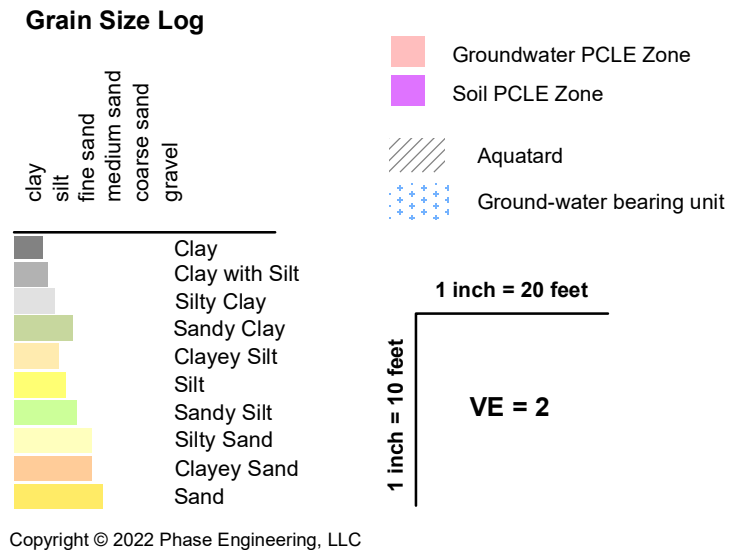 Grain Size Log
clay
silt
fine sand
medium sand
coarse sand
gravel
Clay
Clay with Silt
Silty Clay
Sandy Clay
Clayey Silt
Silt
Sandy Silt
Silty Sand
Clayey Sand
Sand
Groundwater PCLE Zone
Soil PCLE Zone
Aquatard
Ground-water bearing unit
1 inch = 20 feet
1 inch = 10 feet
VE = 2
Copyright © 2022 Phase Engineering, LLC